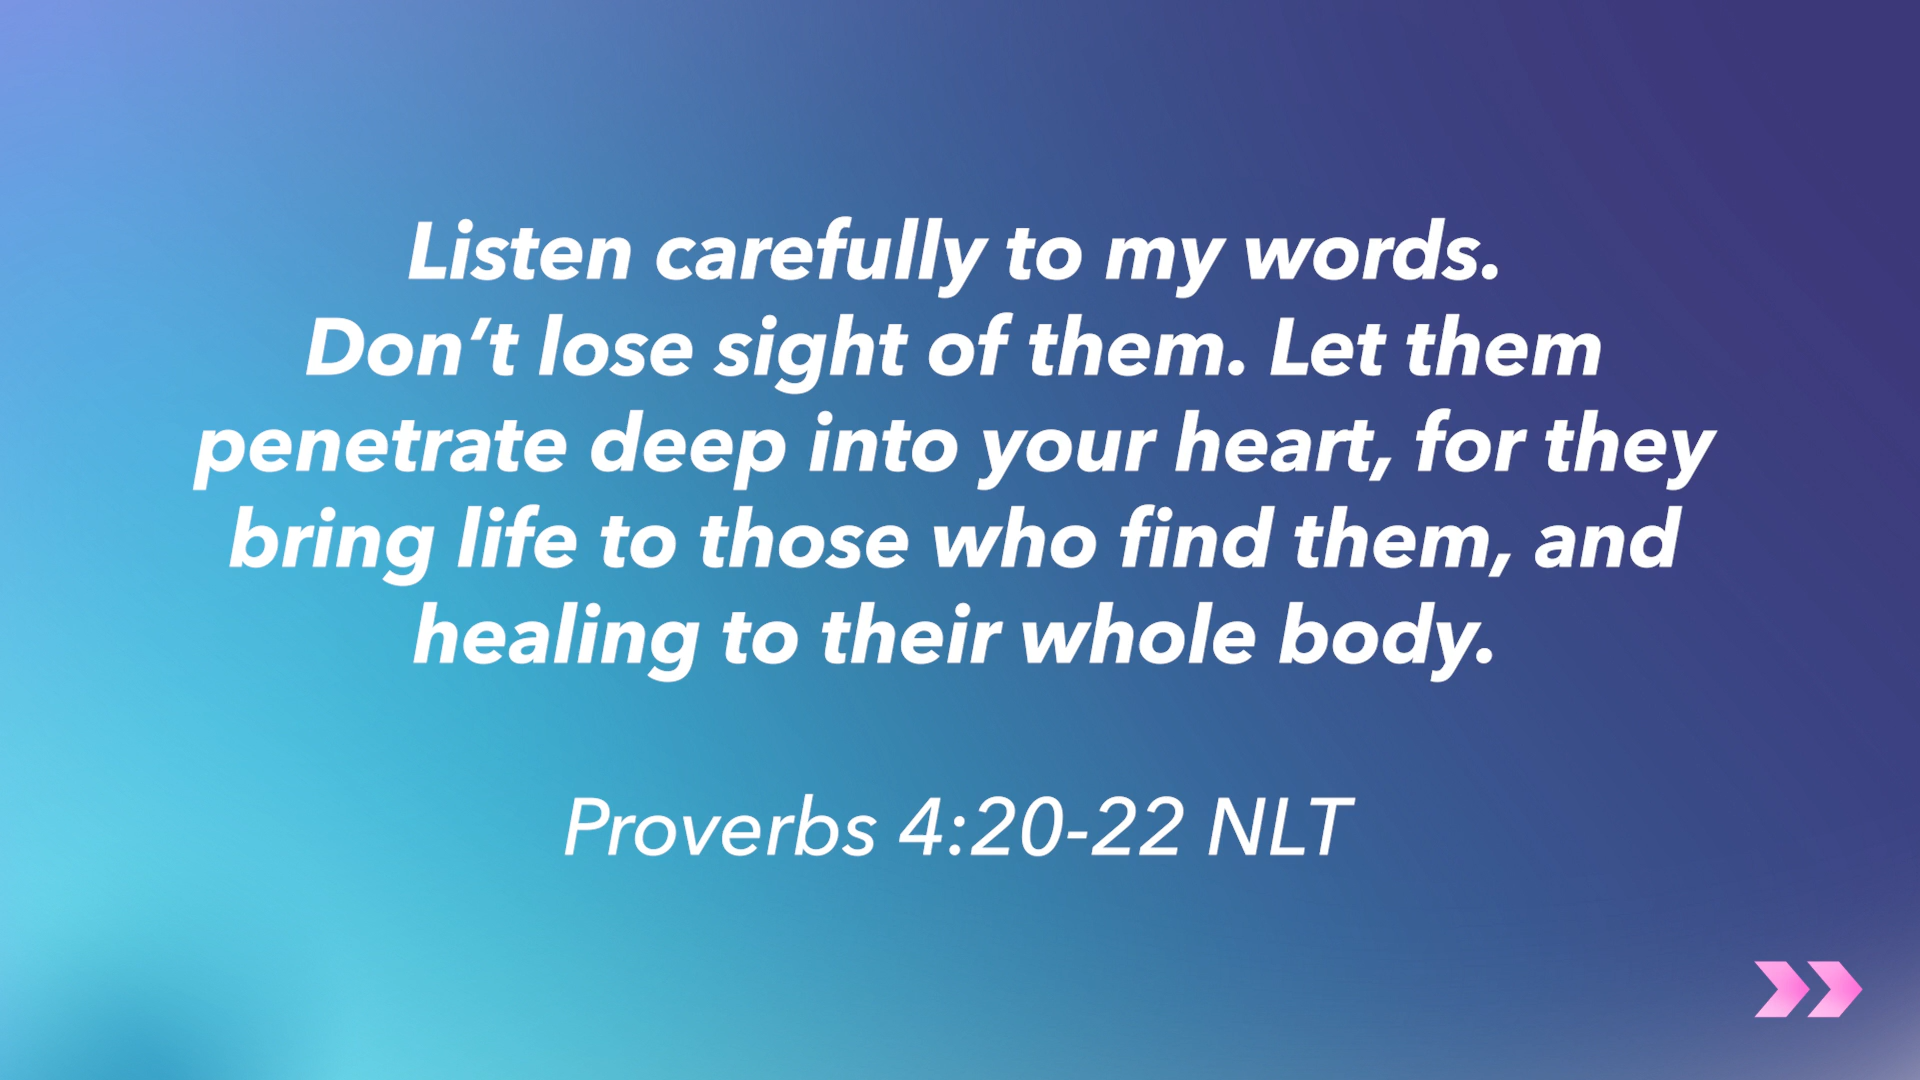 Listen carefully to my words.
Don’t lose sight of them. Let them
penetrate deep into your heart, for they
bring life to those who find them, and
healing to their whole body.
Proverbs 4:20-22 NLT